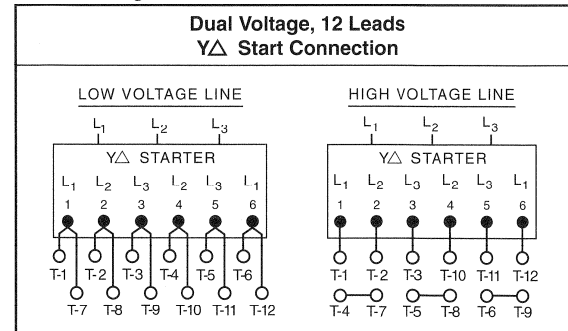 Dual Voltage, 12 Leads
Y△ Start Connection
LOW VOLTAGE LINE
L1 L2 L3
Y△ STARTER
L1 L2 L3 L2 L3 L1
1 2 3 4 5 6
T-1 T-2 T-3 T-4 T-5 T-6
T-7 T-8 T-9 T-10 T-11 T-12
HIGH VOLTAGE LINE
L1 L2 L3
Y△ STARTER
L1 L2 L3 L2 L3 L1
1 2 3 4 5 6
T-1 T-2 T-3 T-10 T-11 T-12
T-4 T-7 T-5 T-8 T-6 T-9